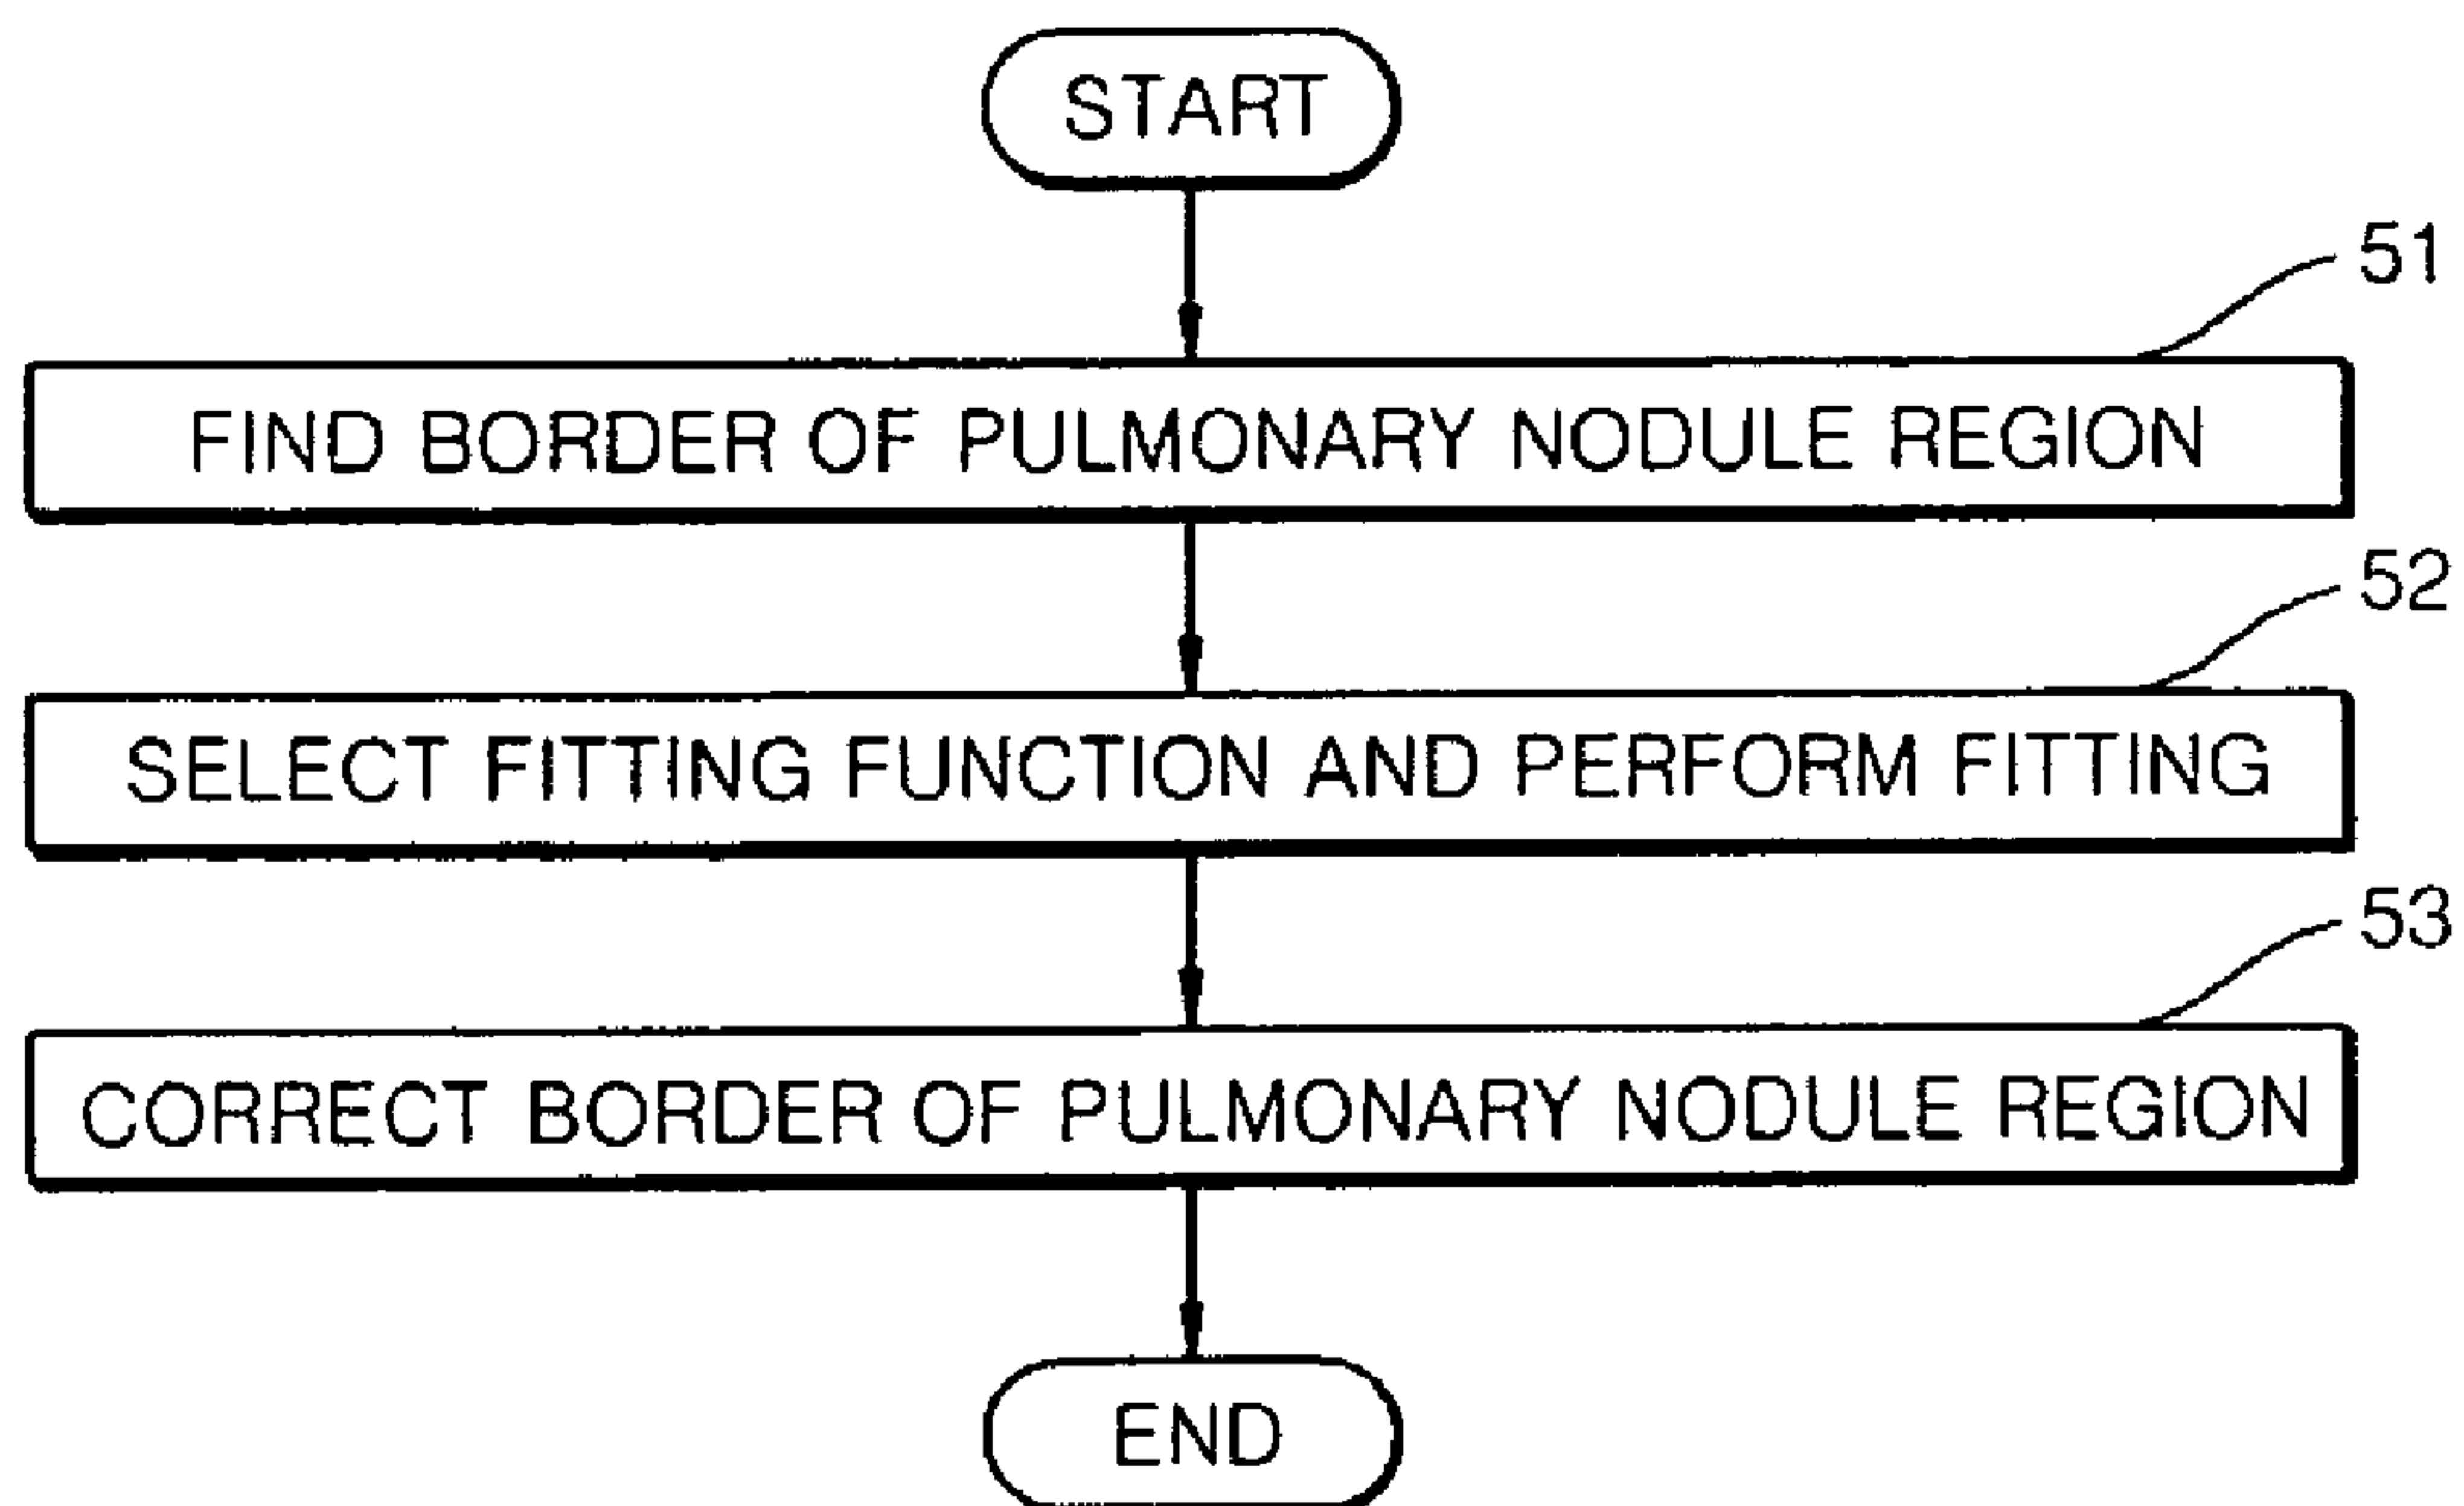 START
51
FIND BORDER OF PULMONARY NODULE REGION
52
SELECT FITTING FUNCTION AND PERFORM FITTING
53
CORRECT BORDER OF PULMONARY NODULE REGION
END